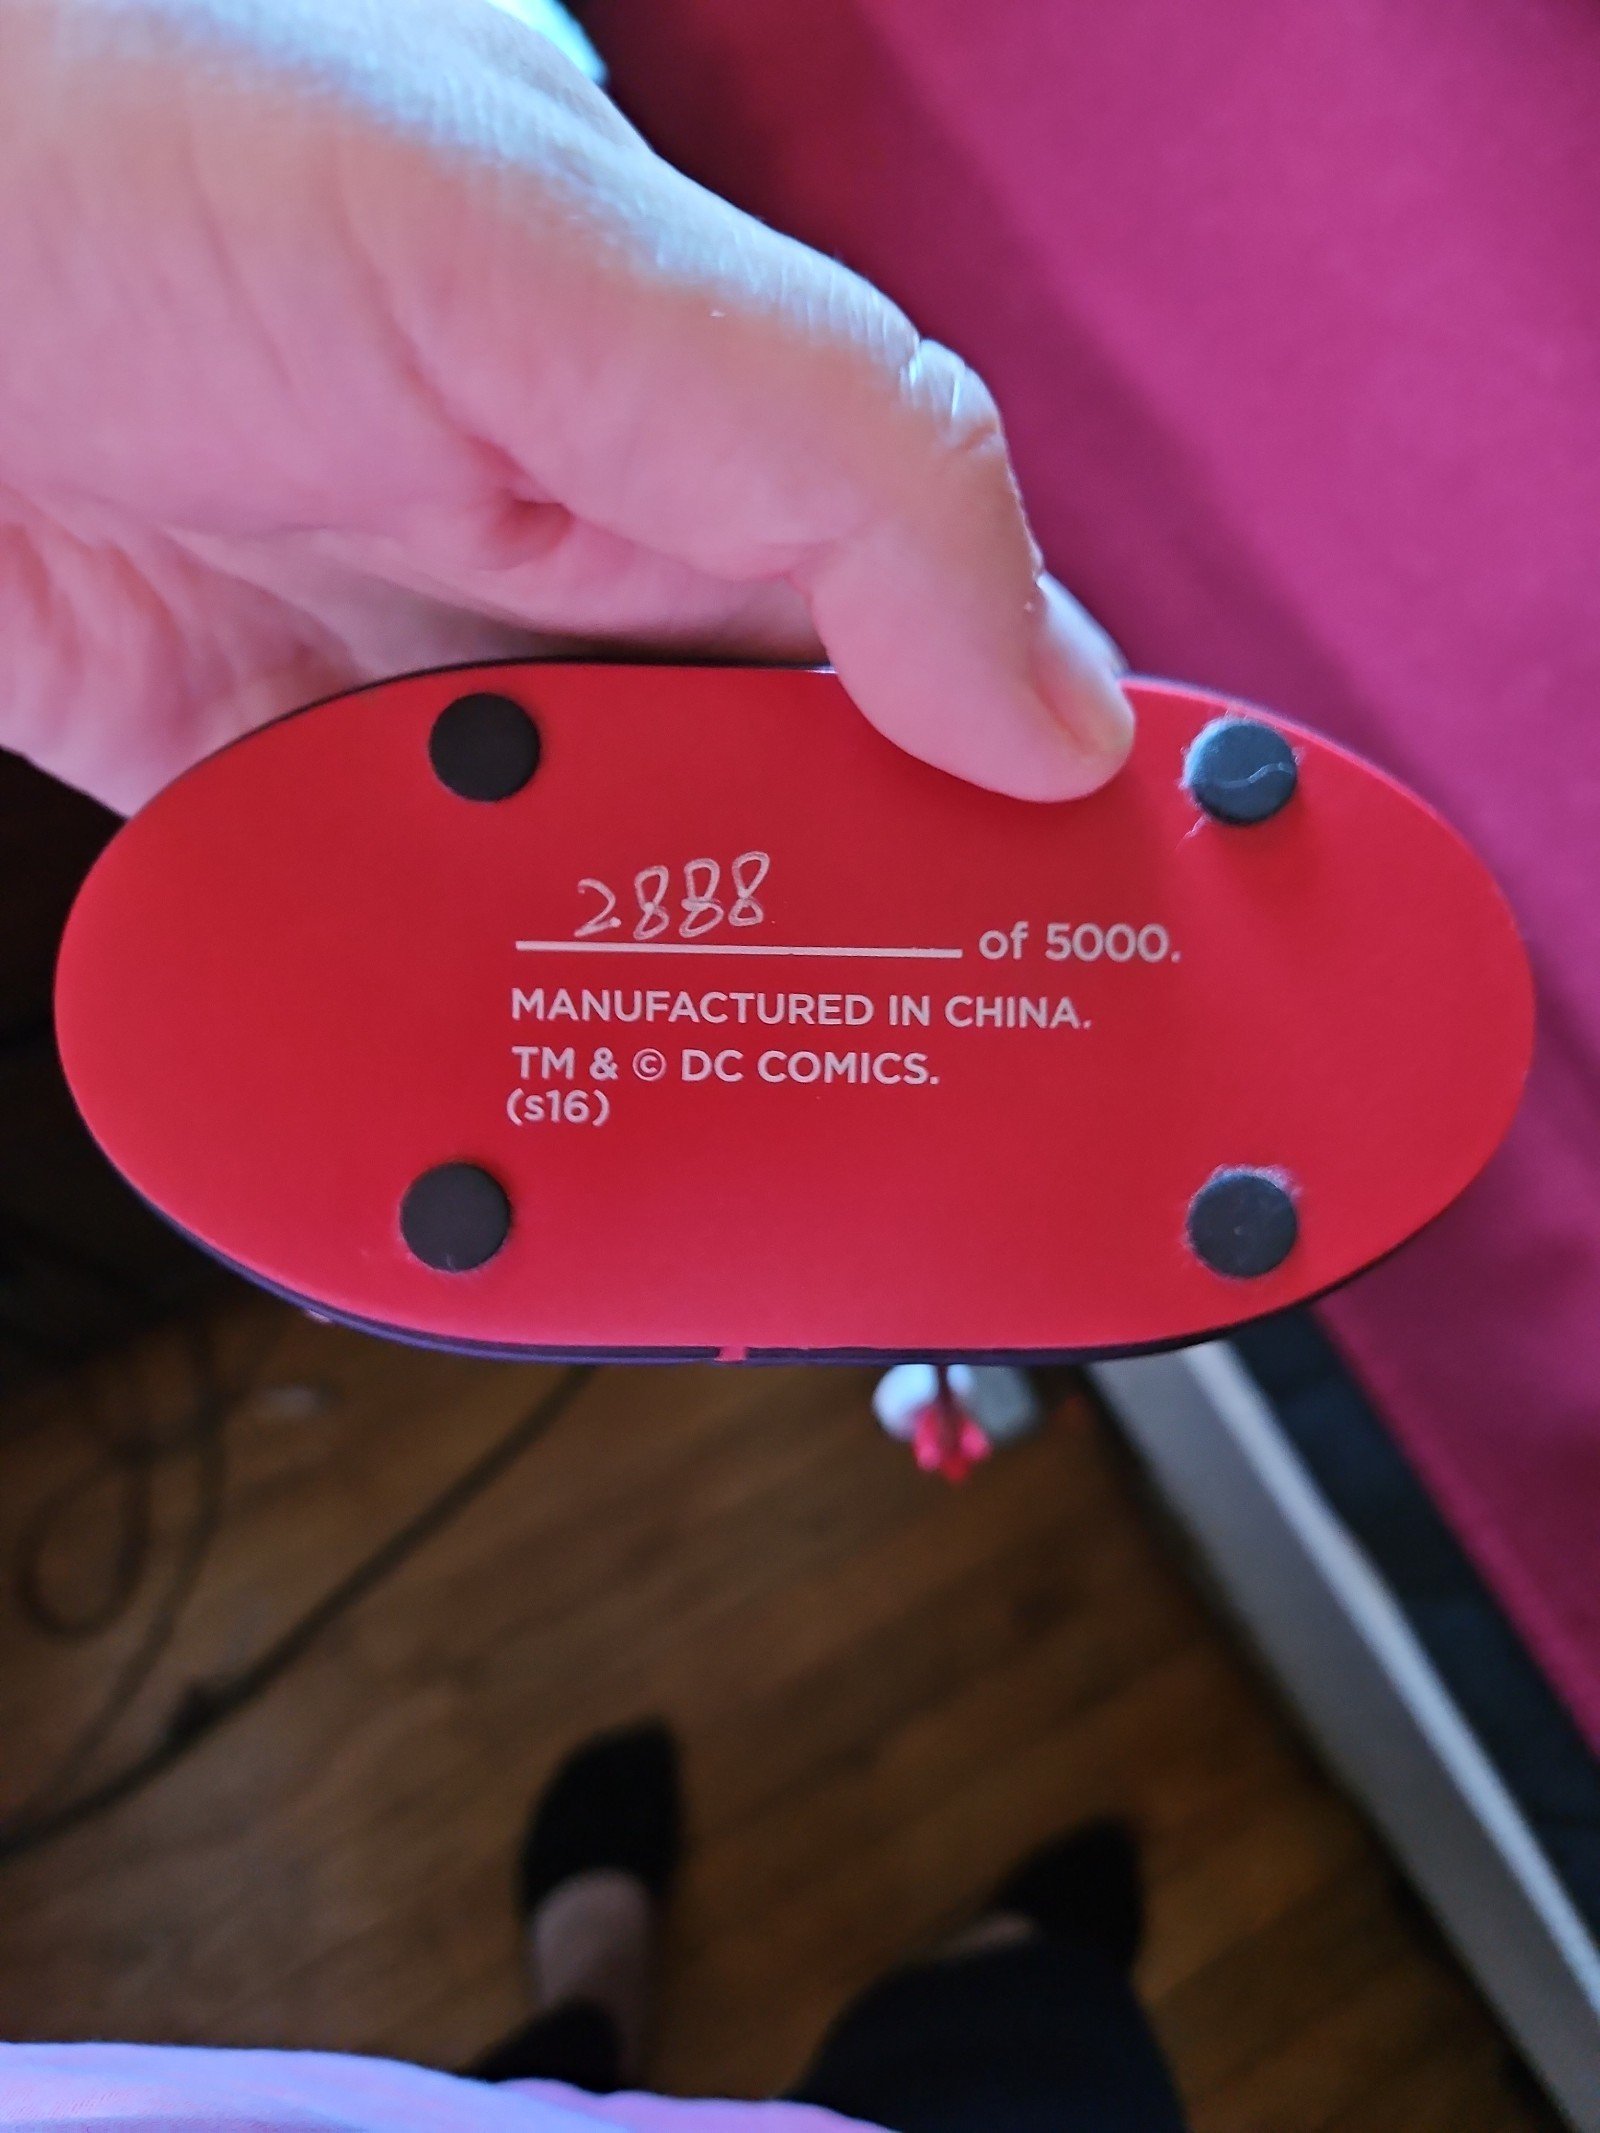 2888 of 5000.
MANUFACTURED IN CHINA.
TM & © DC COMICS.
(s16)